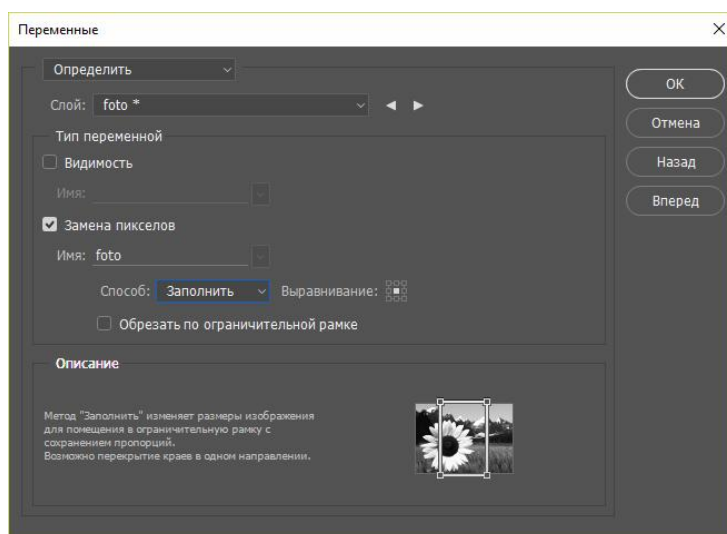 Переменные
Определить
Слой: foto *
Тип переменной
Видимость
Имя:
Замена пикселов
Имя: foto
Способ: Заполнить Выравнивание:
Обрезать по ограничительной рамке
Описание
Метод "Заполнить" изменяет размеры изображения
для помещения в ограничительную рамку с
сохранением пропорций.
Возможно перекрытие краев в одном направлении.
ОК
Отмена
Назад
Вперед